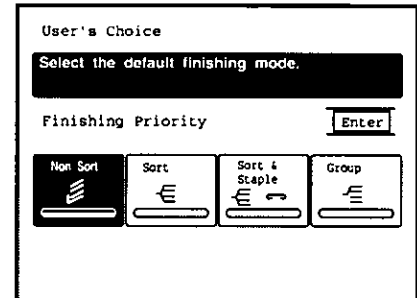 User's Choice
Select the default finishing mode.
Finishing Priority
Enter
Non Sort
Sort
Sort &
Staple
Group